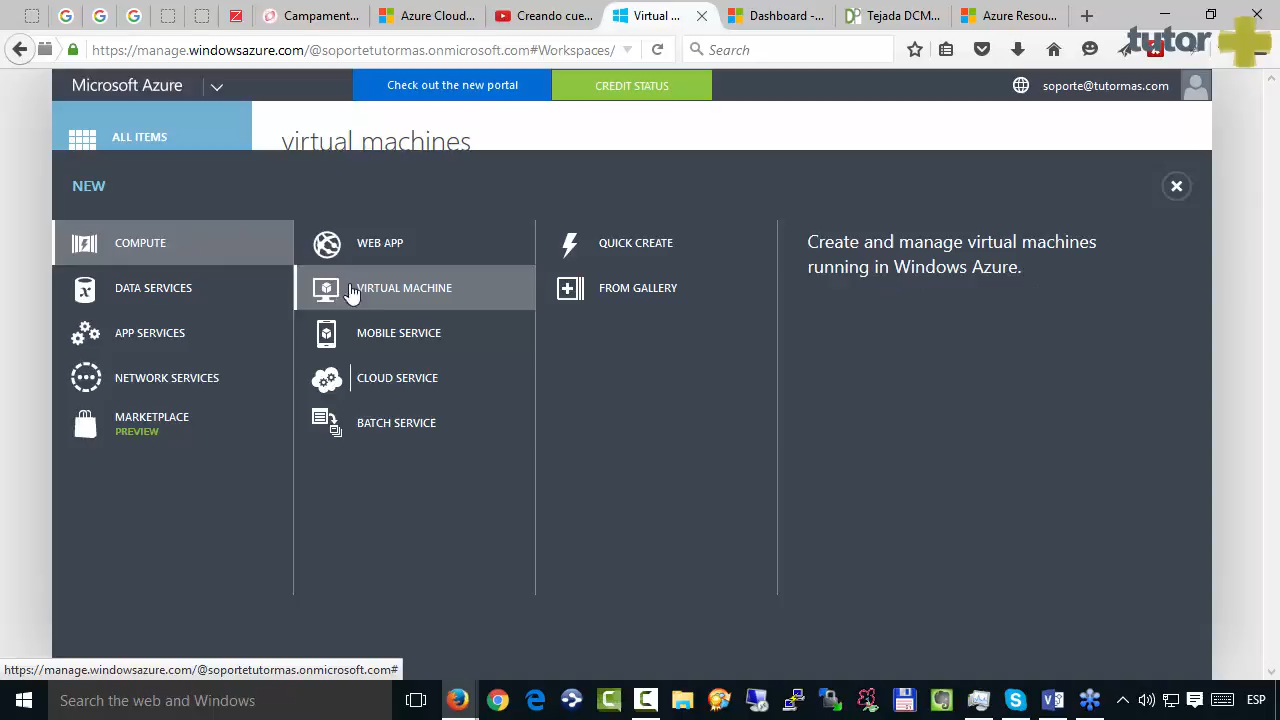 Campament...
Azure Cloud...
Creando cue...
Virtual ...
Dushboard -...
Tejada DCM...
Azure Resou...
https://manage.windowsazure.com/@soportetutormas.onmicrosoft.com#Workspaces/
Search
tutor
Microsoft Azure
Check out the new portal
CREDIT STATUS
soporte@tutormas.com
ALL ITEMS
virtual machines
NEW
COMPUTE
WEB APP
QUICK CREATE
Create and manage virtual machines
running in Windows Azure.
DATA SERVICES
VIRTUAL MACHINE
FROM GALLERY
APP SERVICES
MOBILE SERVICE
NETWORK SERVICES
CLOUD SERVICE
MARKETPLACE
PREVIEW
BATCH SERVICE
https://manage.windowsazure.com/@soportetutormas.onmicrosoft.com#
Search the web and Windows
ESP